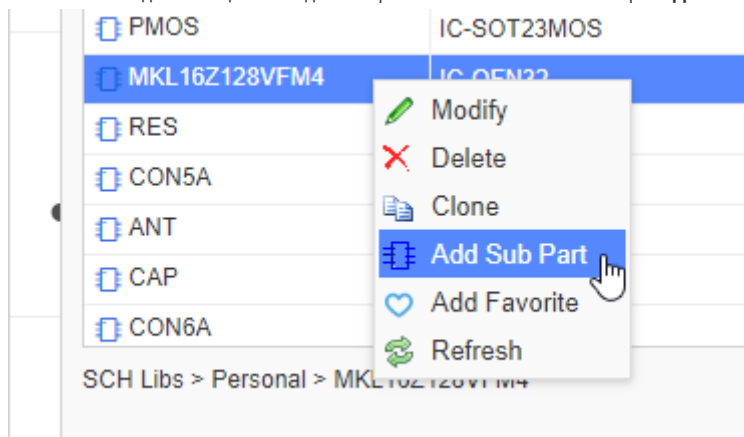 PMOS IC-SOT23MOS
MKL16Z128VFM4
RES
CON5A
ANT
CAP
CON6A
Modify
Delete
Clone
Add Sub Part
Add Favorite
Refresh
SCH Libs > Personal >